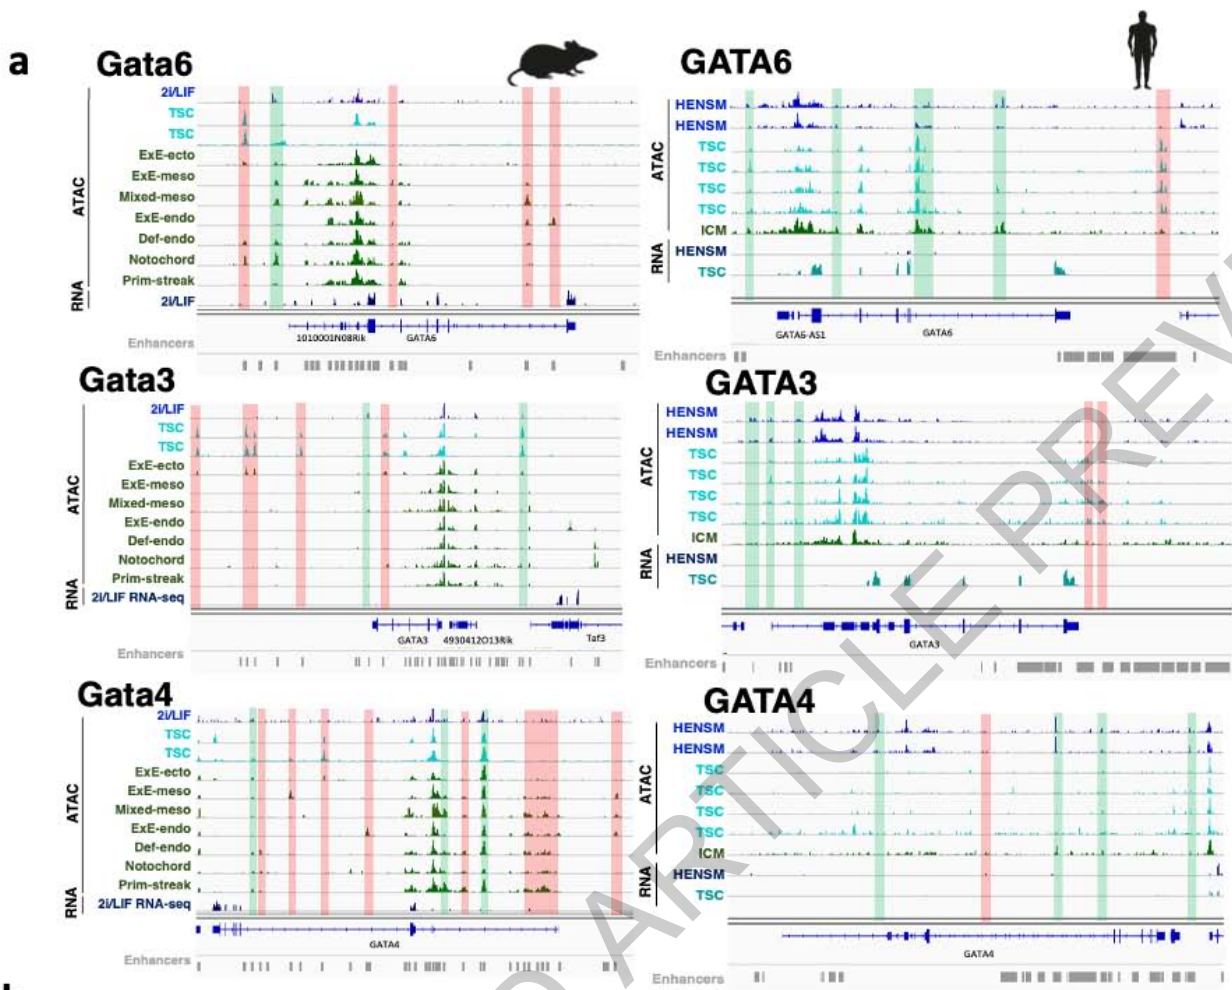 a
Gata6
2i/LIF
TSC
TSC
ExE-ecto
ExE-meso
Mixed-meso
ExE-endo
Def-endo
Notochord
Prim-streak
2i/LIF
ATAC
RNA
1010001N08Rik
GATA6
Enhancers
GATA6
HENSM
HENSM
TSC
TSC
TSC
TSC
ICM
HENSM
TSC
ATAC
RNA
GATA6-AS1
GATA6
Enhancers
Gata3
2i/LIF
TSC
TSC
ExE-ecto
ExE-meso
Mixed-meso
ExE-endo
Def-endo
Notochord
Prim-streak
2i/LIF RNA-seq
ATAC
RNA
GATA3
4930412O13Rik
Taf3
Enhancers
GATA3
HENSM
HENSM
TSC
TSC
TSC
TSC
ICM
HENSM
TSC
ATAC
RNA
GATA3
Enhancers
Gata4
2i/LIF
TSC
TSC
ExE-ecto
ExE-meso
Mixed-meso
ExE-endo
Def-endo
Notochord
Prim-streak
2i/LIF RNA-seq
ATAC
RNA
GATA4
Enhancers
GATA4
HENSM
HENSM
TSC
TSC
TSC
TSC
ICM
HENSM
TSC
ATAC
RNA
GATA4
Enhancers
ARTICLE